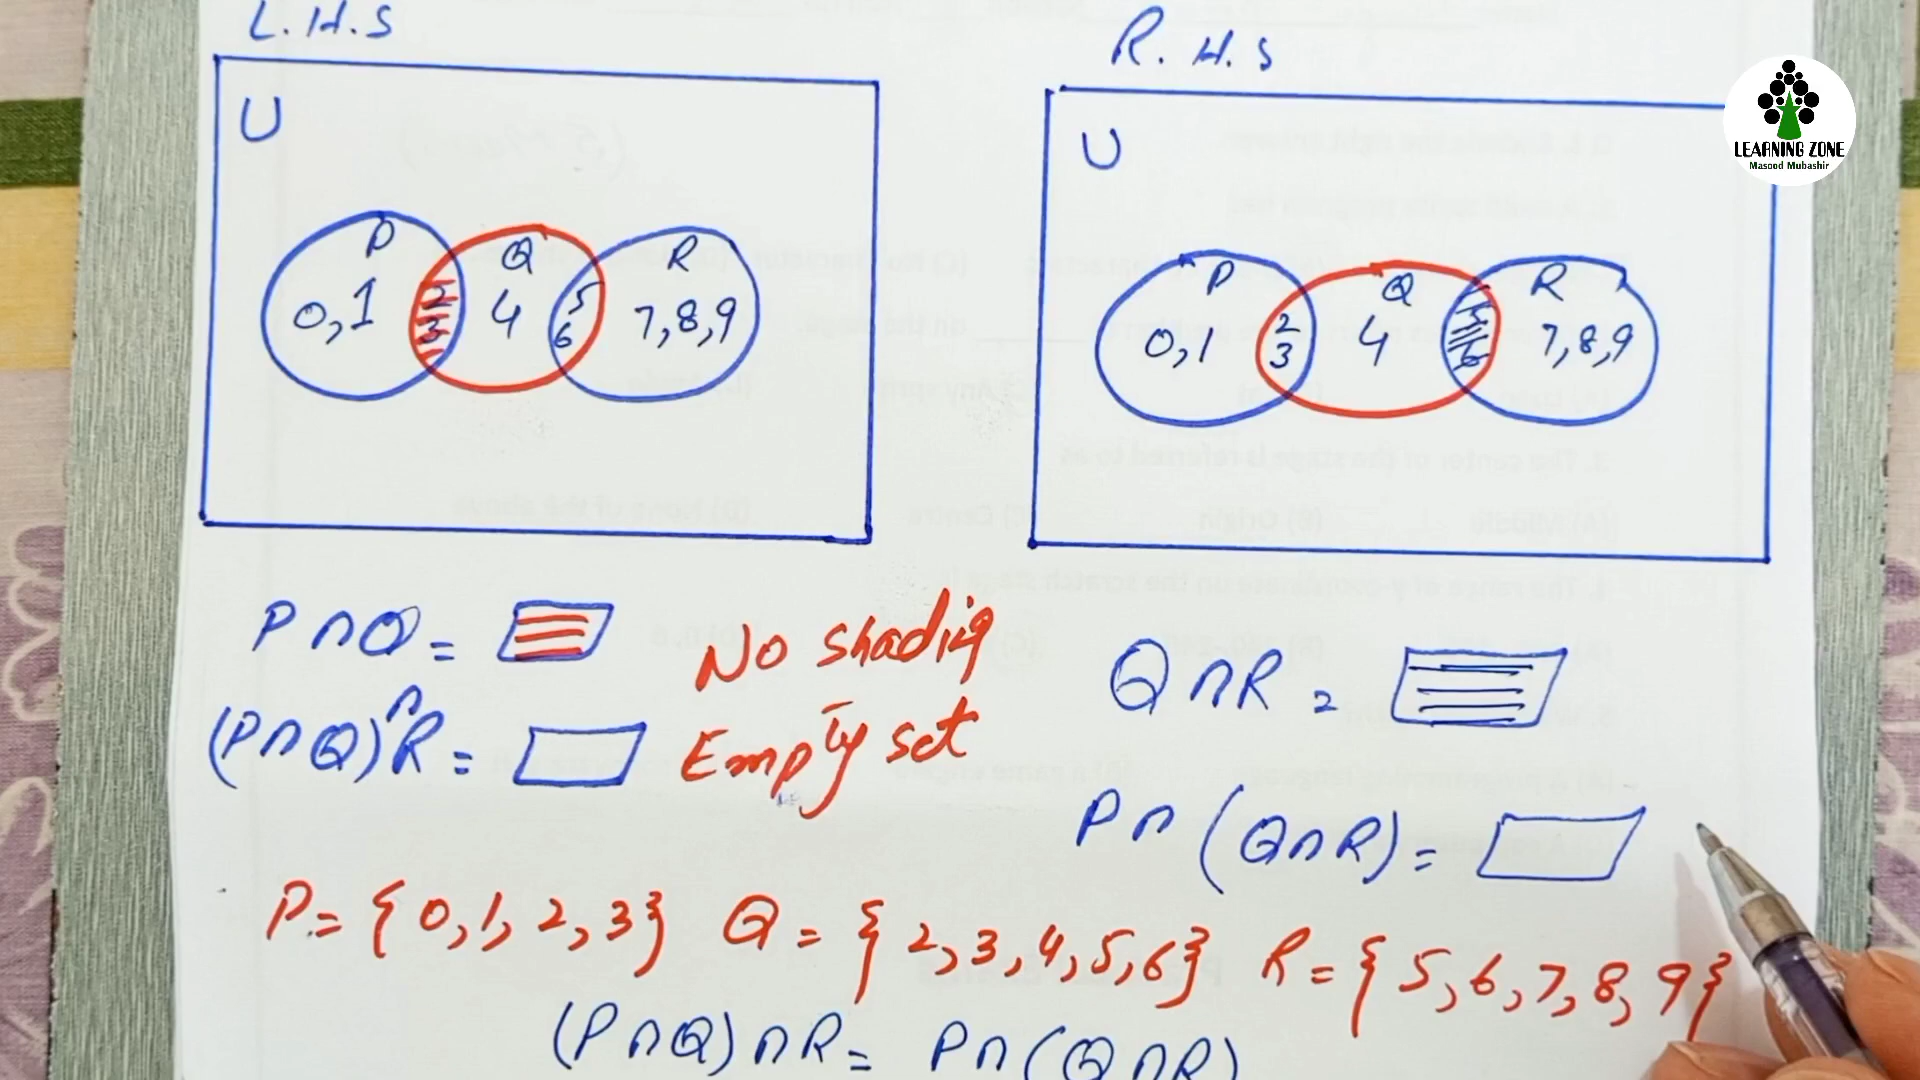 L.H.S
R.H.S
U
P Q R
0,1 2 3 4 5 6 7,8,9
U
P Q R
0,1 2 3 4 5 6 7,8,9
LEARNING ZONE
Masood Mubashir
P∩Q =
No shading
(P∩Q)∩R =
Empty set
Q∩R =
P∩(Q∩R) =
P = {0,1,2,3} Q = {2,3,4,5,6} R = {5,6,7,8,9}
(P∩Q)∩R = P∩(Q∩R)